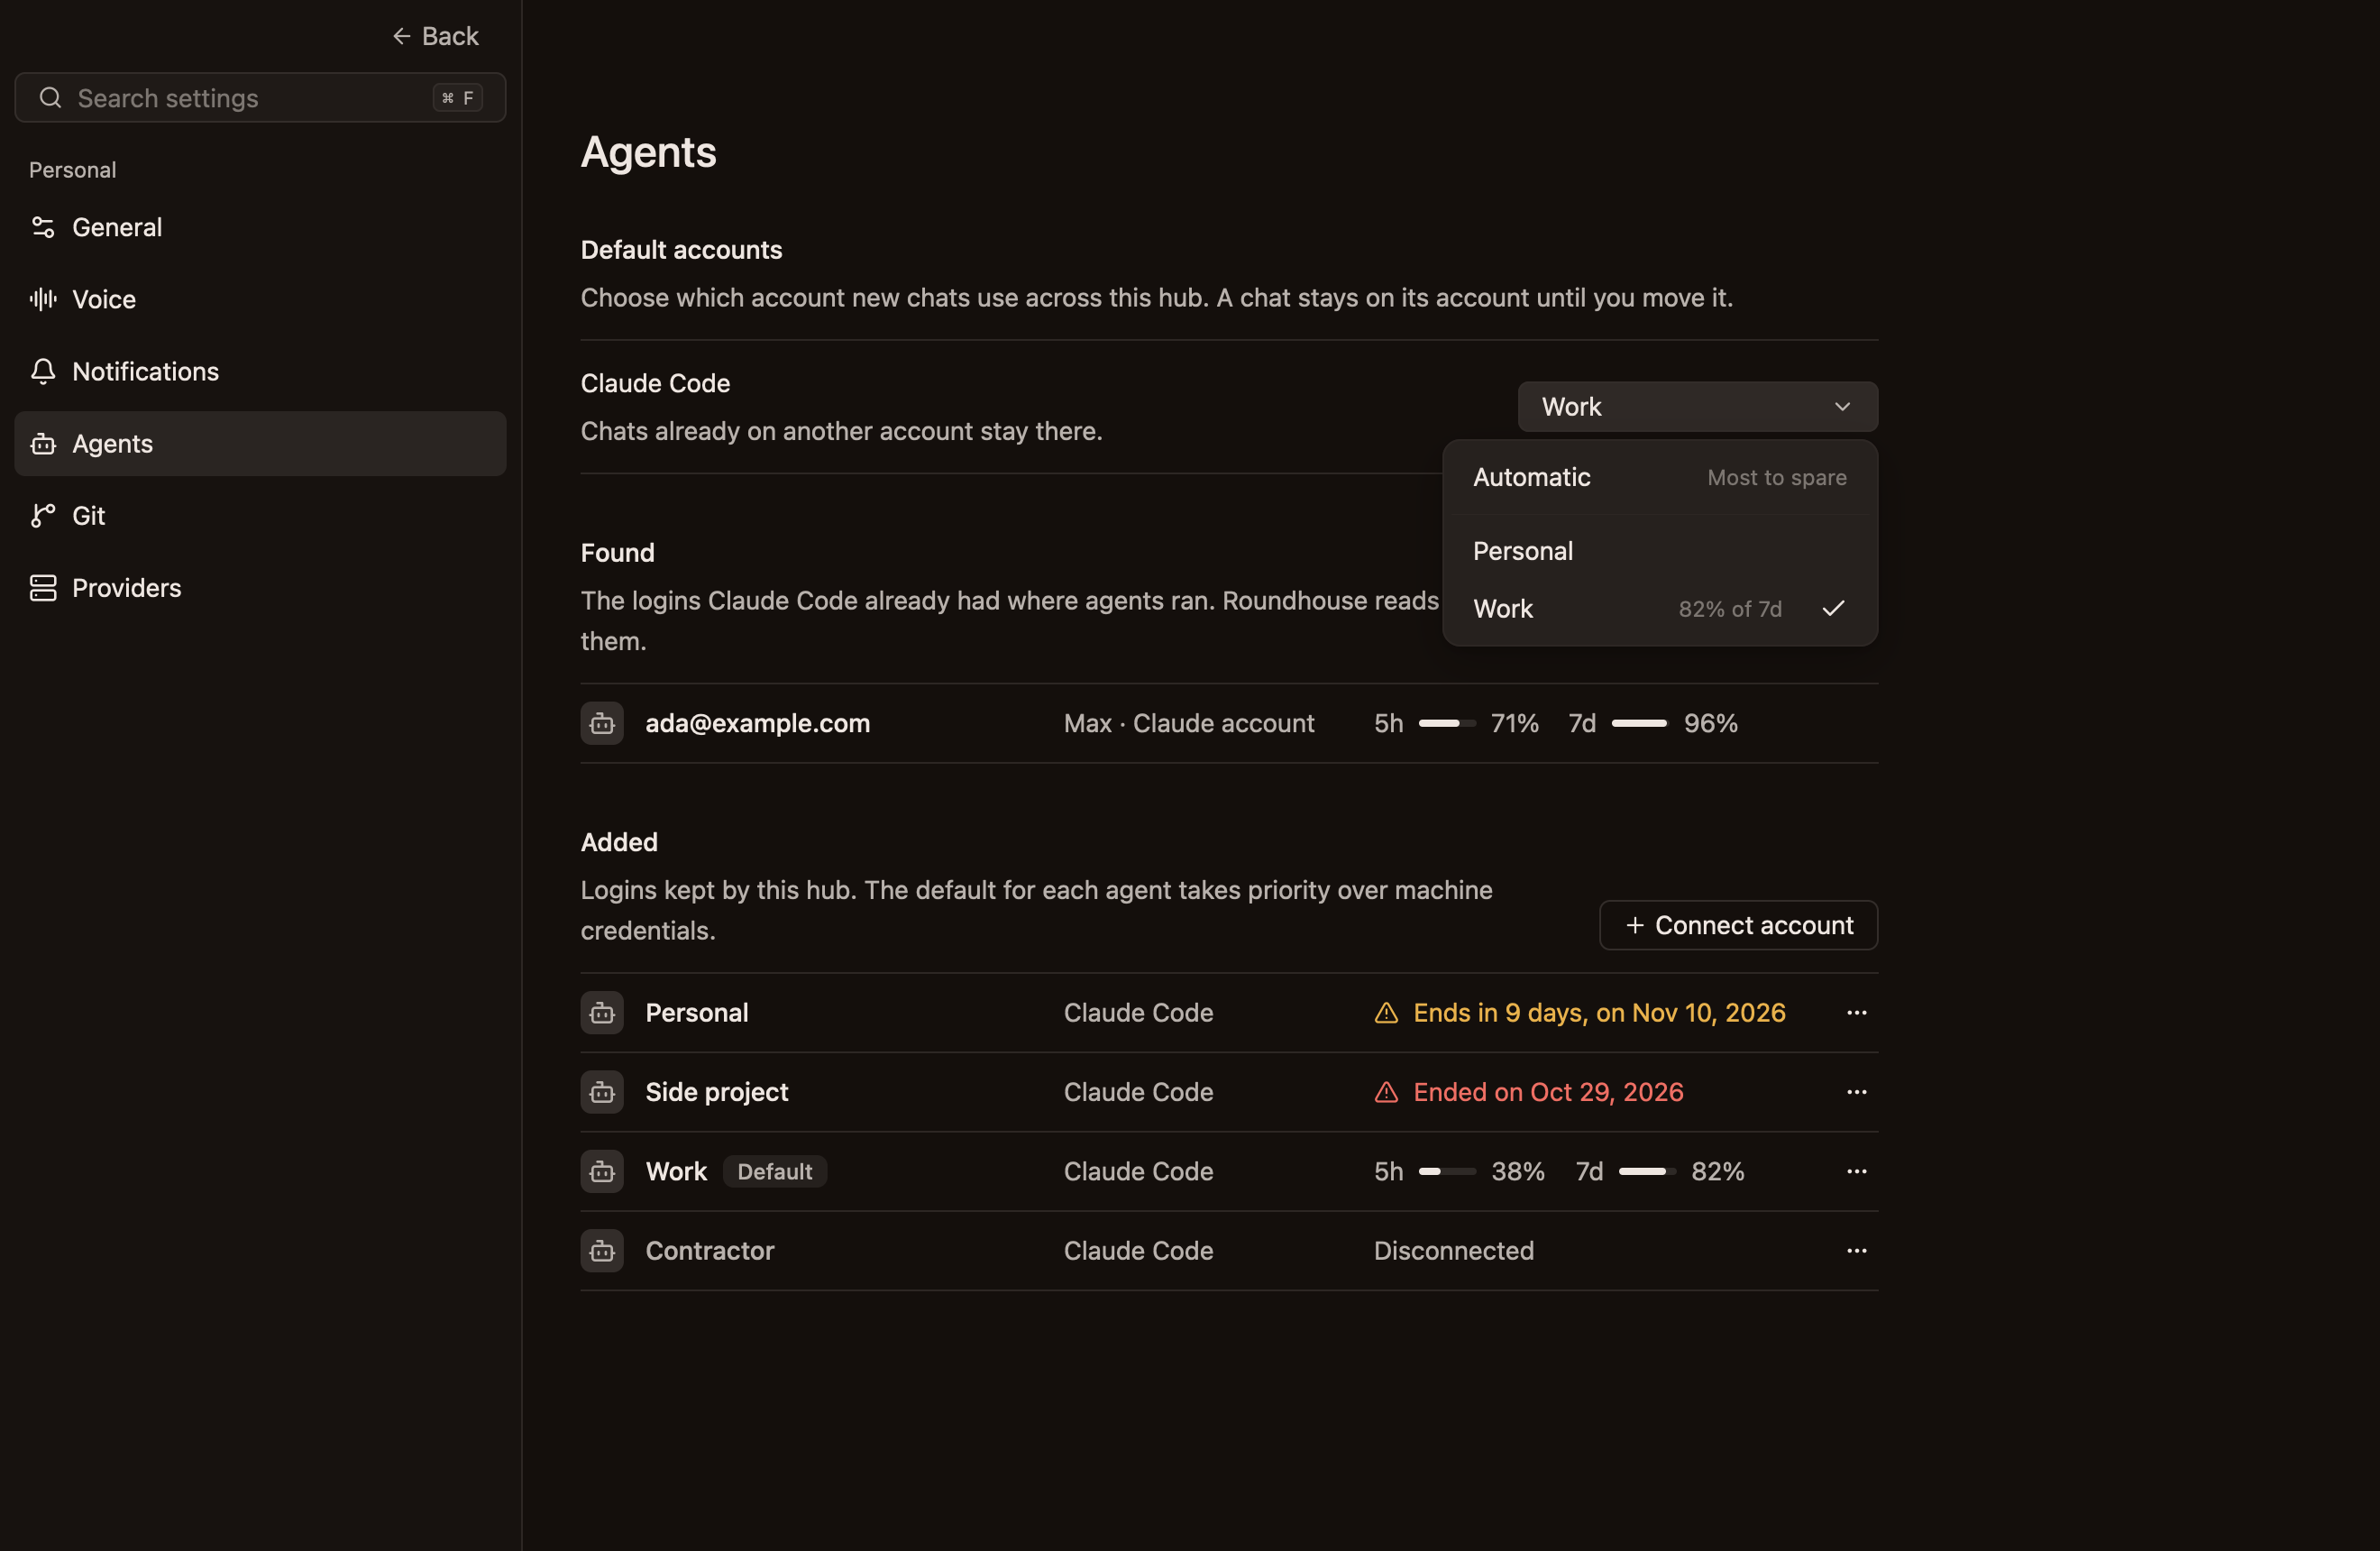 Back
Search settings
⌘ F
Personal
General
Voice
Notifications
Agents
Git
Providers
Agents
Default accounts
Choose which account new chats use across this hub. A chat stays on its account until you move it.
Claude Code
Chats already on another account stay there.
Work
Automatic Most to spare
Personal
Work 82% of 7d
Found
The logins Claude Code already had where agents ran. Roundhouse reads
them.
ada@example.com Max · Claude account 5h 71% 7d 96%
Added
Logins kept by this hub. The default for each agent takes priority over machine
credentials.
Connect account
Personal Claude Code Ends in 9 days, on Nov 10, 2026
Side project Claude Code Ended on Oct 29, 2026
Work Default Claude Code 5h 38% 7d 82%
Contractor Claude Code Disconnected